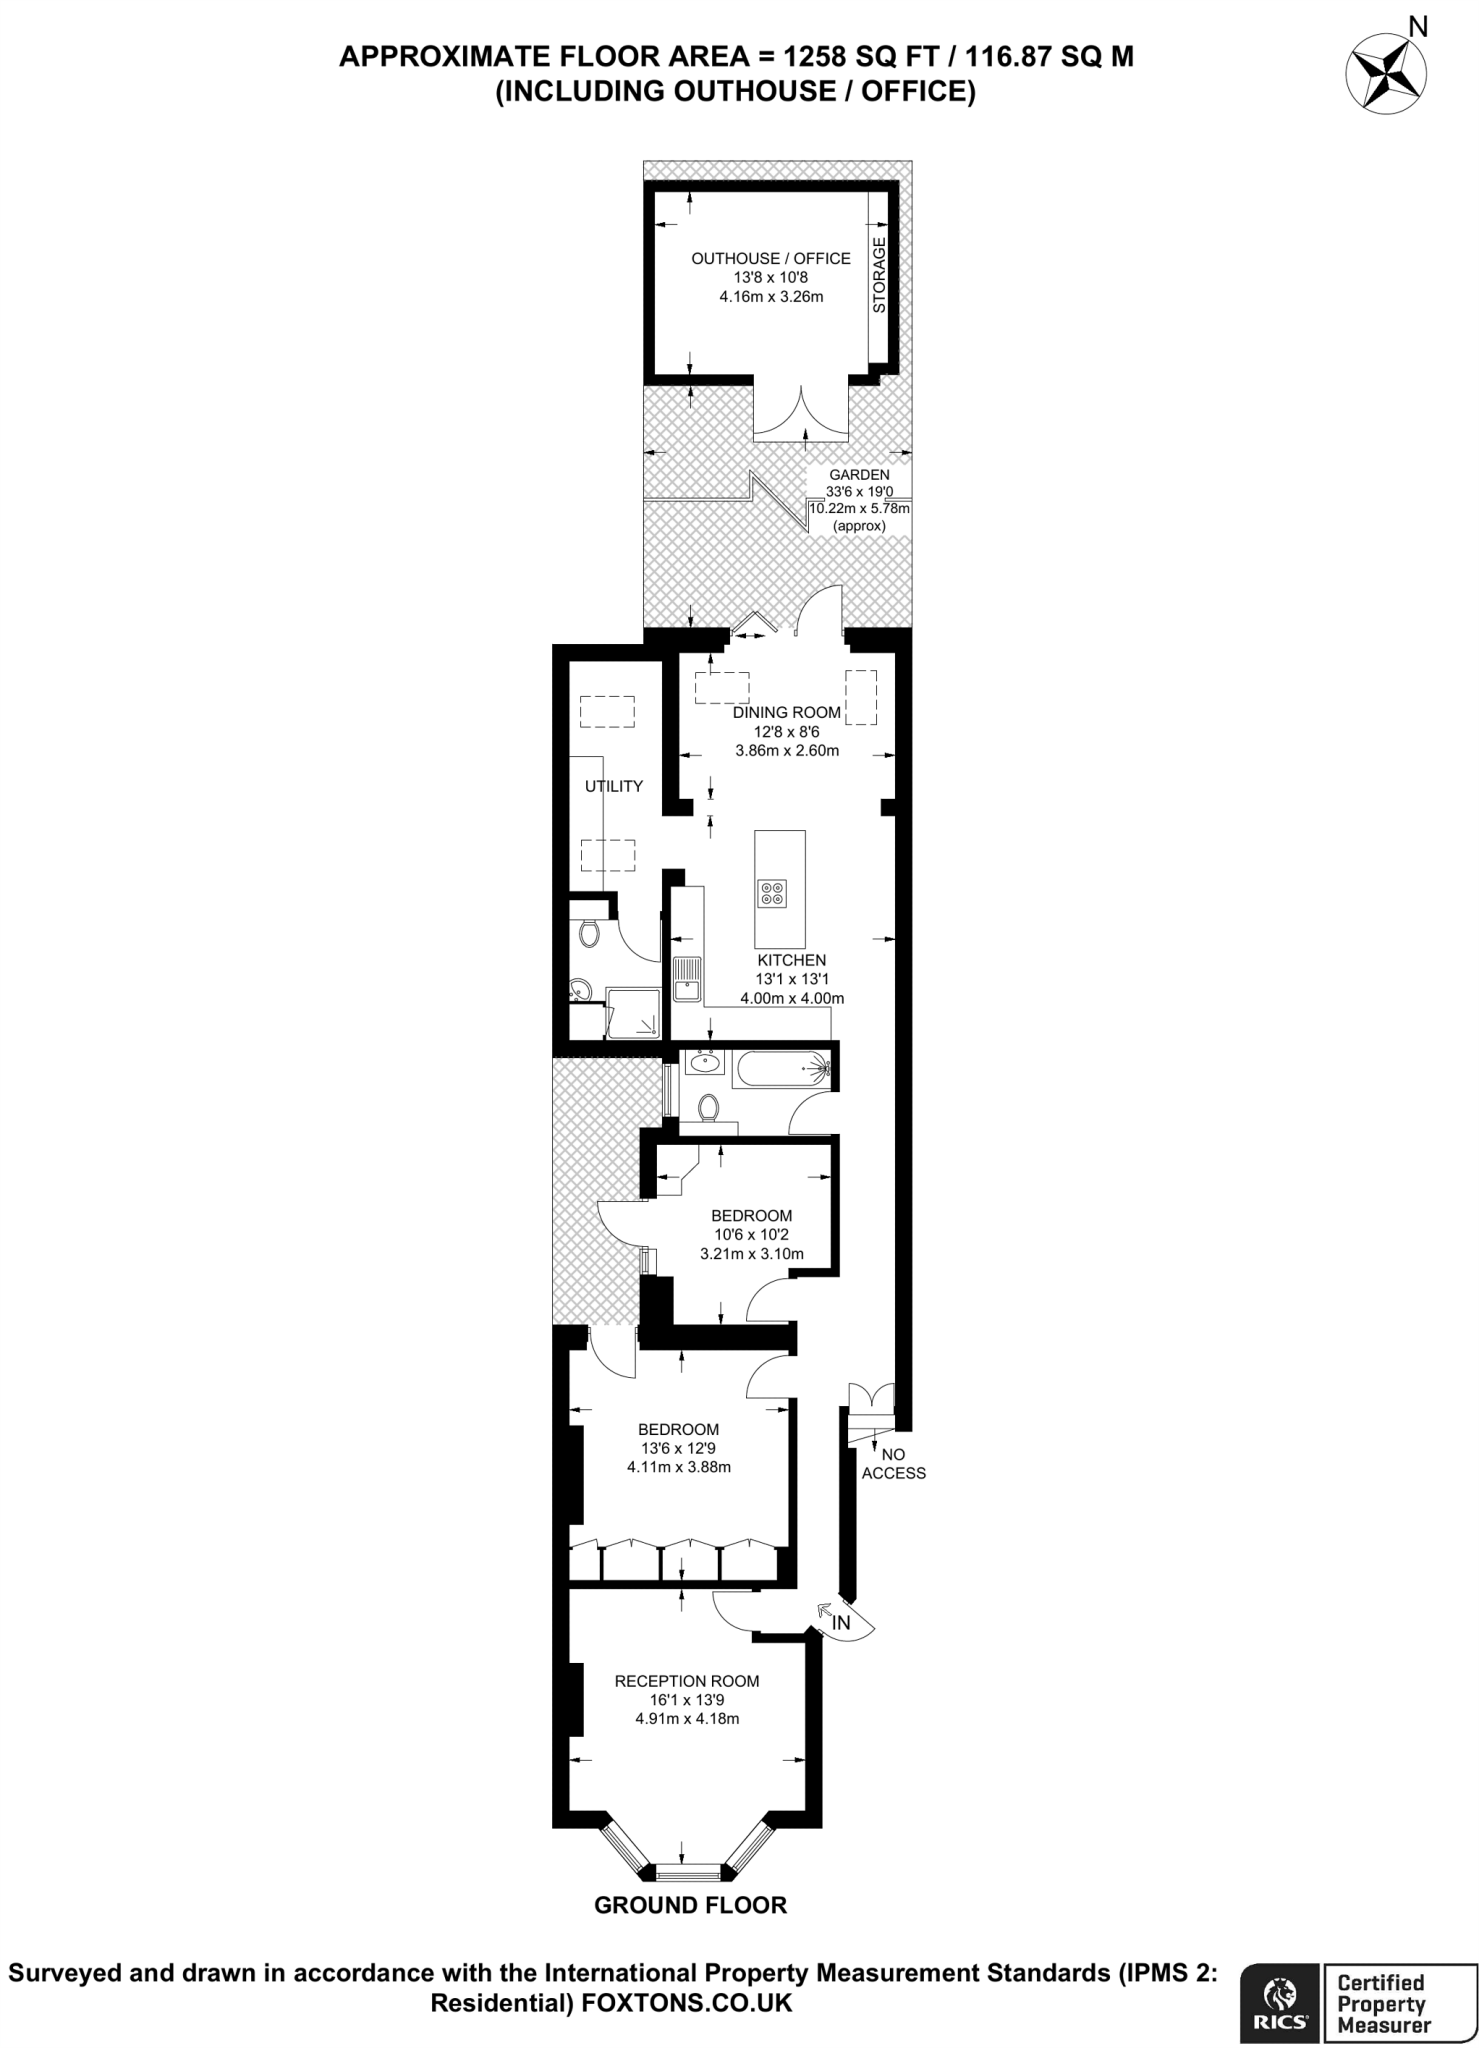 N
APPROXIMATE FLOOR AREA = 1258 SQ FT / 116.87 SQ M
(INCLUDING OUTHOUSE / OFFICE)
OUTHOUSE / OFFICE
13'8 x 10'8
4.16m x 3.26m
STORAGE
GARDEN
33'6 x 19'0
10.22m x 5.78m
(approx)
DINING ROOM
12'8 x 8'6
3.86m x 2.60m
UTILITY
KITCHEN
13'1 x 13'1
4.00m x 4.00m
BEDROOM
10'6 x 10'2
3.21m x 3.10m
BEDROOM
13'6 x 12'9
4.11m x 3.88m
NO
ACCESS
IN
RECEPTION ROOM
16'1 x 13'9
4.91m x 4.18m
GROUND FLOOR
Surveyed and drawn in accordance with the International Property Measurement Standards (IPMS 2:
Residential) FOXTONS.CO.UK
RICS
Certified
Property
Measurer